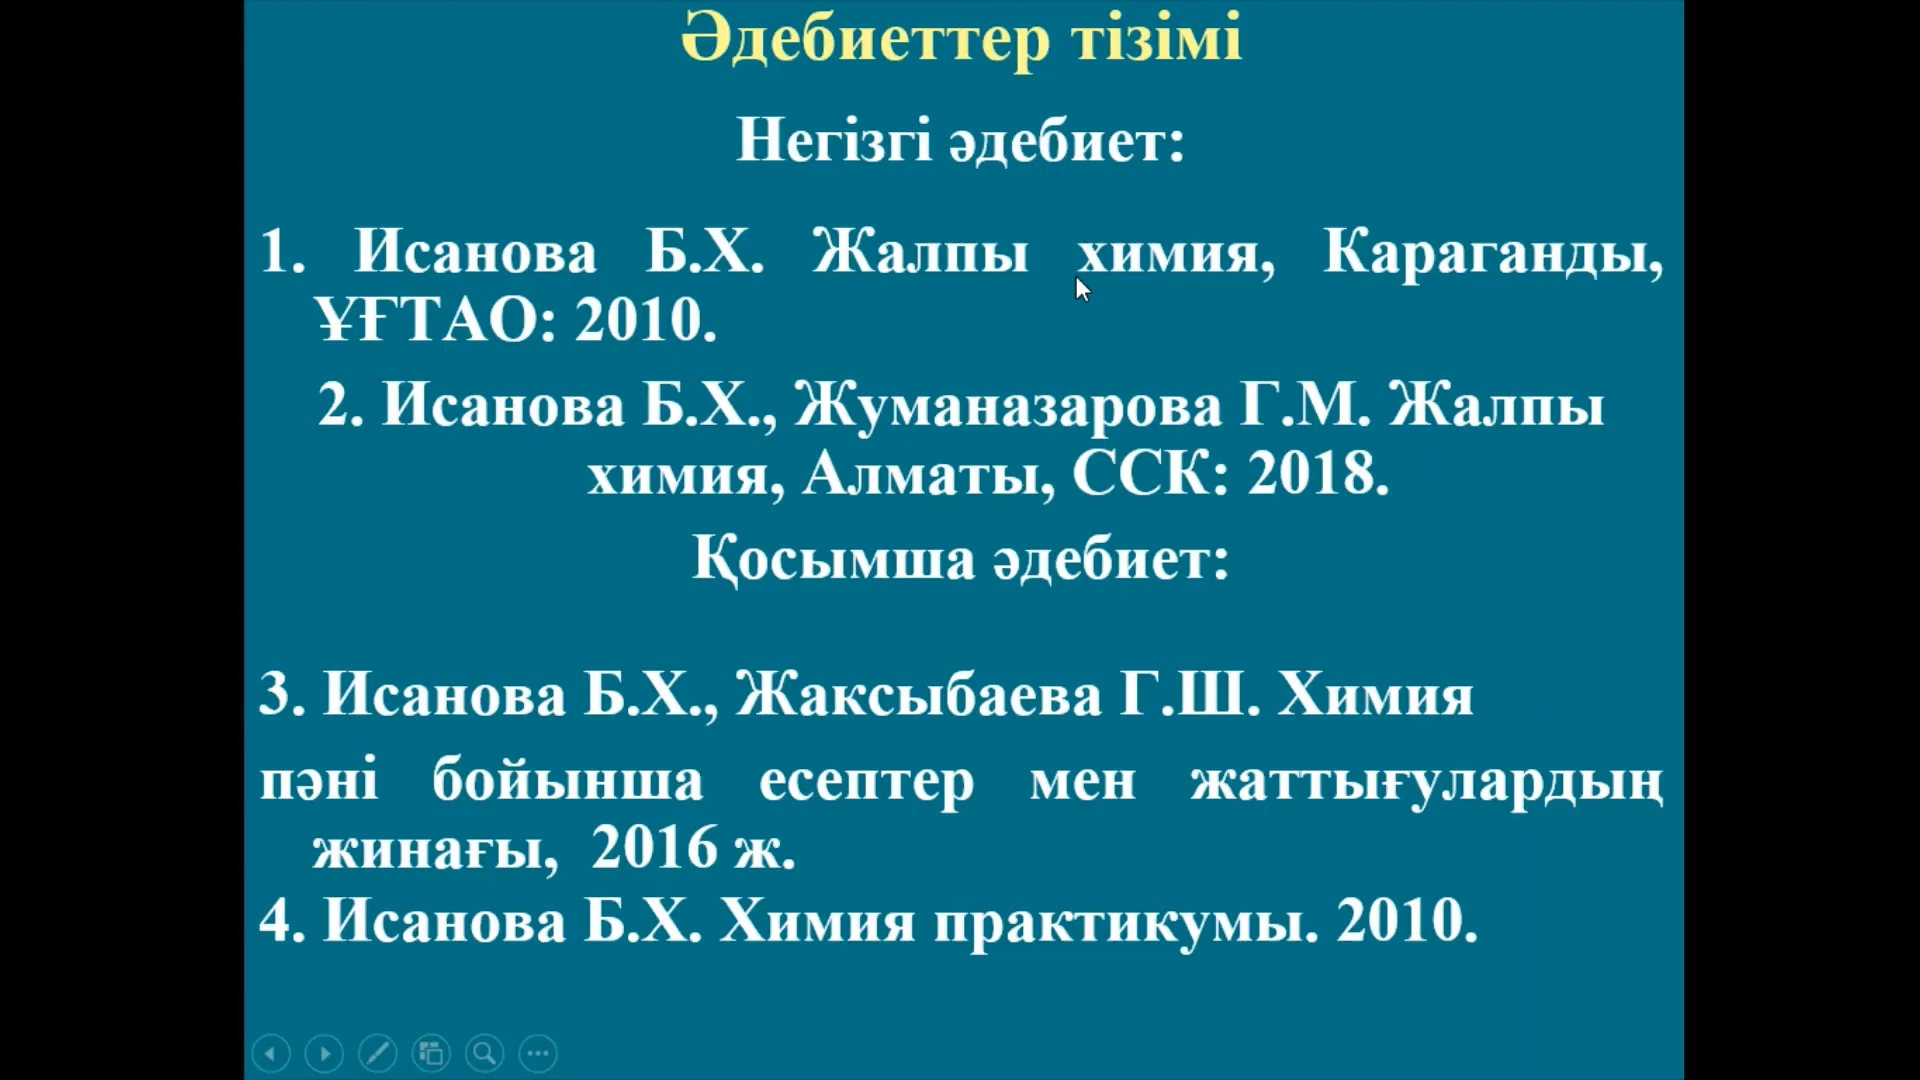 Әдебиеттер тізімі
Негізгі әдебиет:
1. Исанова Б.Х. Жалпы химия, Караганды,
ҰҒТАО: 2010.
2. Исанова Б.Х., Жуманазарова Г.М. Жалпы
химия, Алматы, ССК: 2018.
Қосымша әдебиет:
3. Исанова Б.Х., Жаксыбаева Г.Ш. Химия
пәні бойынша есептер мен жаттығулардың
жинағы, 2016 ж.
4. Исанова Б.Х. Химия практикумы. 2010.